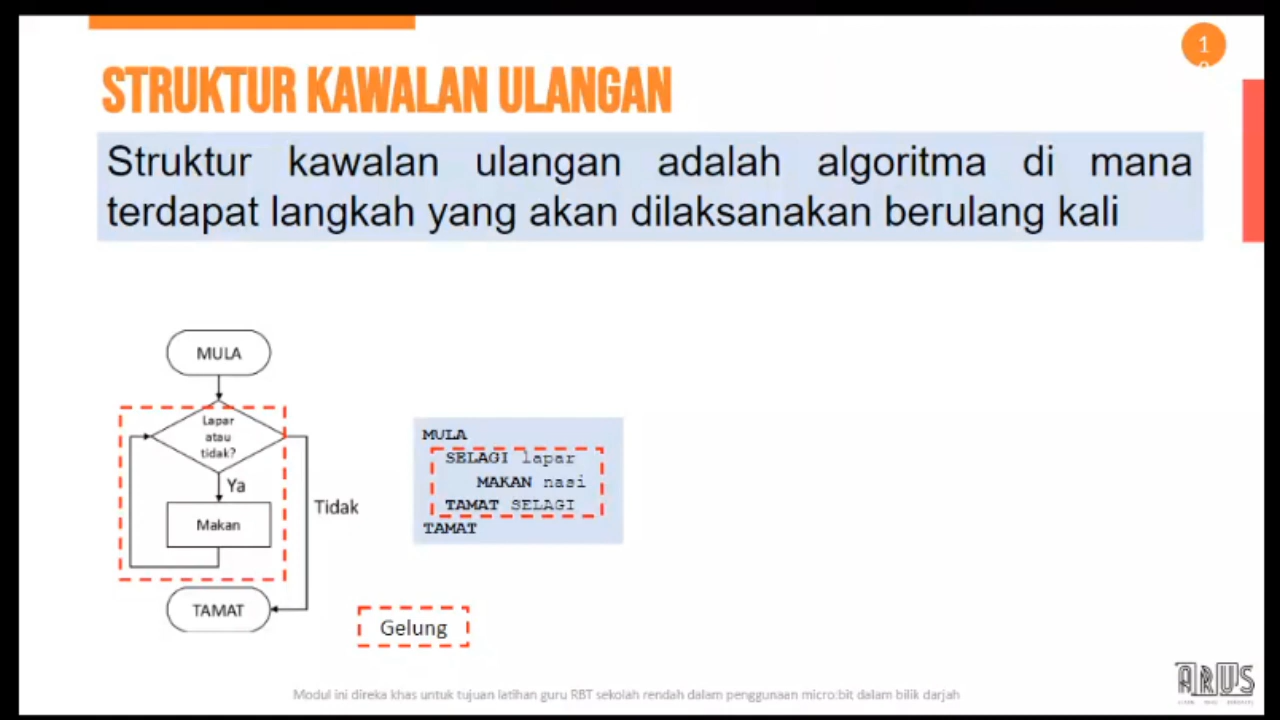 1
STRUKTUR KAWALAN ULANGAN
Struktur kawalan ulangan adalah algoritma di mana
terdapat langkah yang akan dilaksanakan berulang kali
MULA
Lapar
atau
tidak?
Ya
Makan
Tidak
TAMAT
MULA
SELAGI lapar
MAKAN nasi
TAMAT SELAGI
TAMAT
Gelung
Modul ini direka khas untuk tujuan latihan guru RBT sekolah rendah dalam penggunaan micro:bit dalam bilik darjah
ARUS